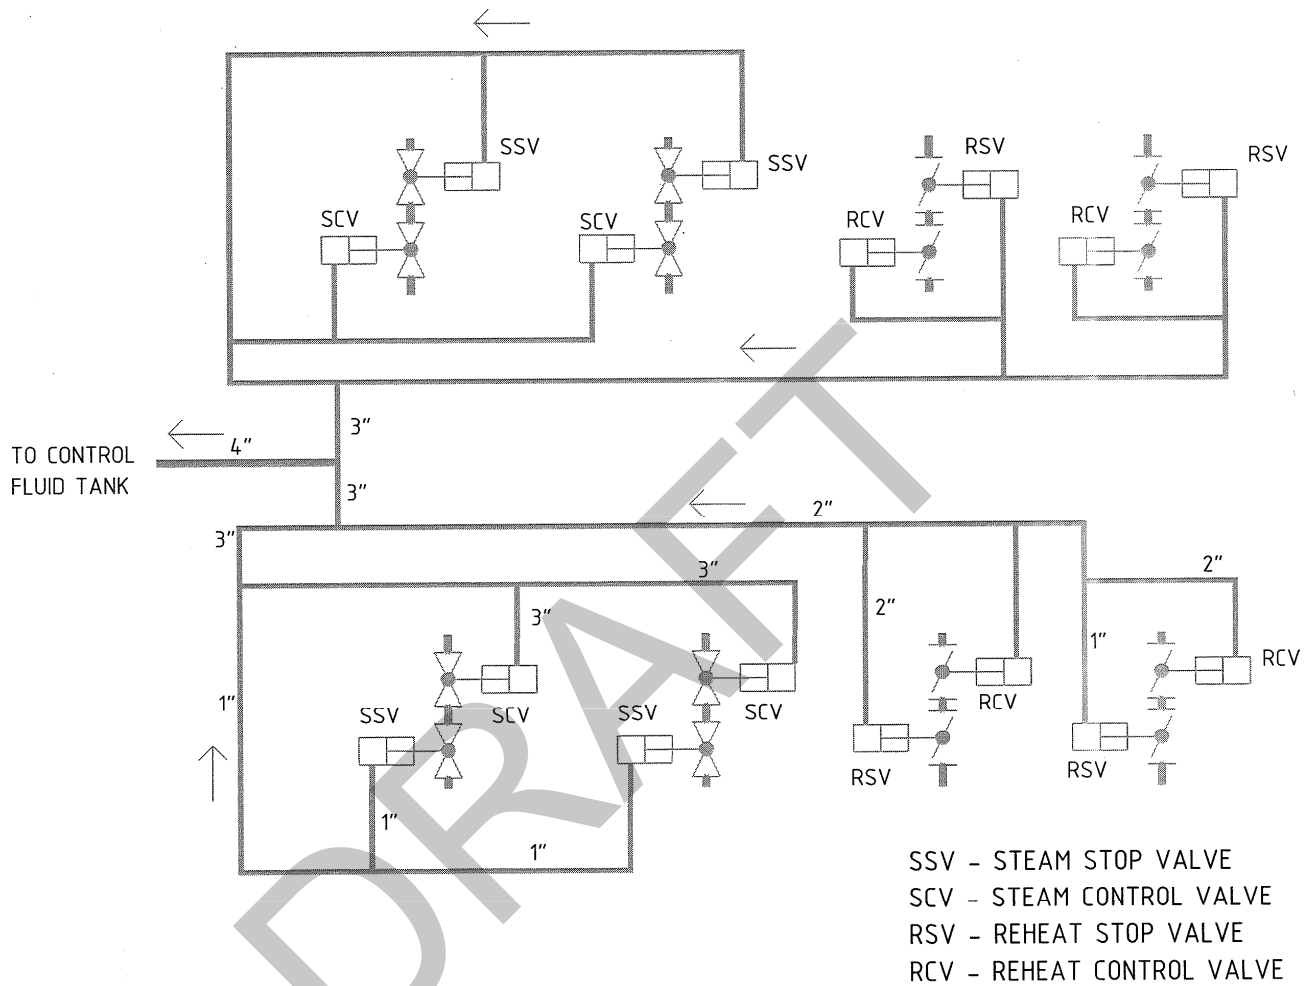 SSV
SSV
RSV
RSV
SCV
SCV
RCV
RCV
3"
4"
TO CONTROL
FLUID TANK
3"
2"
3"
3"
2"
3"
2"
1"
RCV
1"
SSV
SCV
SSV
SCV
RCV
RSV
RSV
1"
1"
DRAFT
SSV - STEAM STOP VALVE
SCV - STEAM CONTROL VALVE
RSV - REHEAT STOP VALVE
RCV - REHEAT CONTROL VALVE